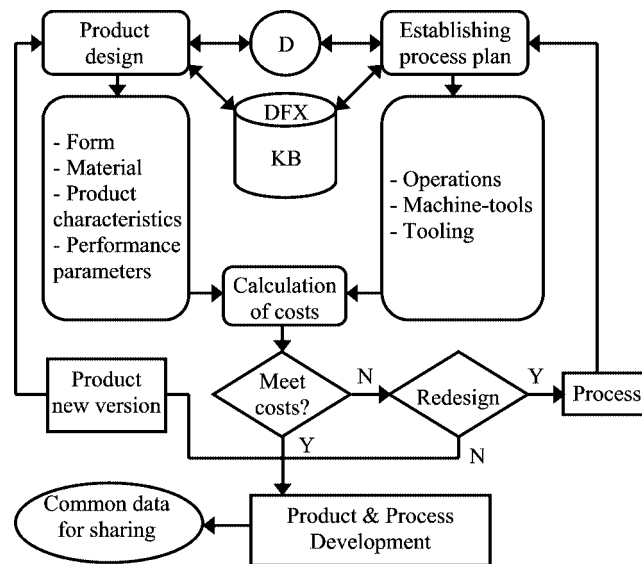 Product
design
D
Establishing
process plan
DFX
KB
- Form
- Material
- Product
characteristics
- Performance
parameters
- Operations
- Machine-tools
- Tooling
Calculation
of costs
Product
new version
Meet
costs?
N
Redesign
Y
Process
Y
N
Common data
for sharing
Product & Process
Development